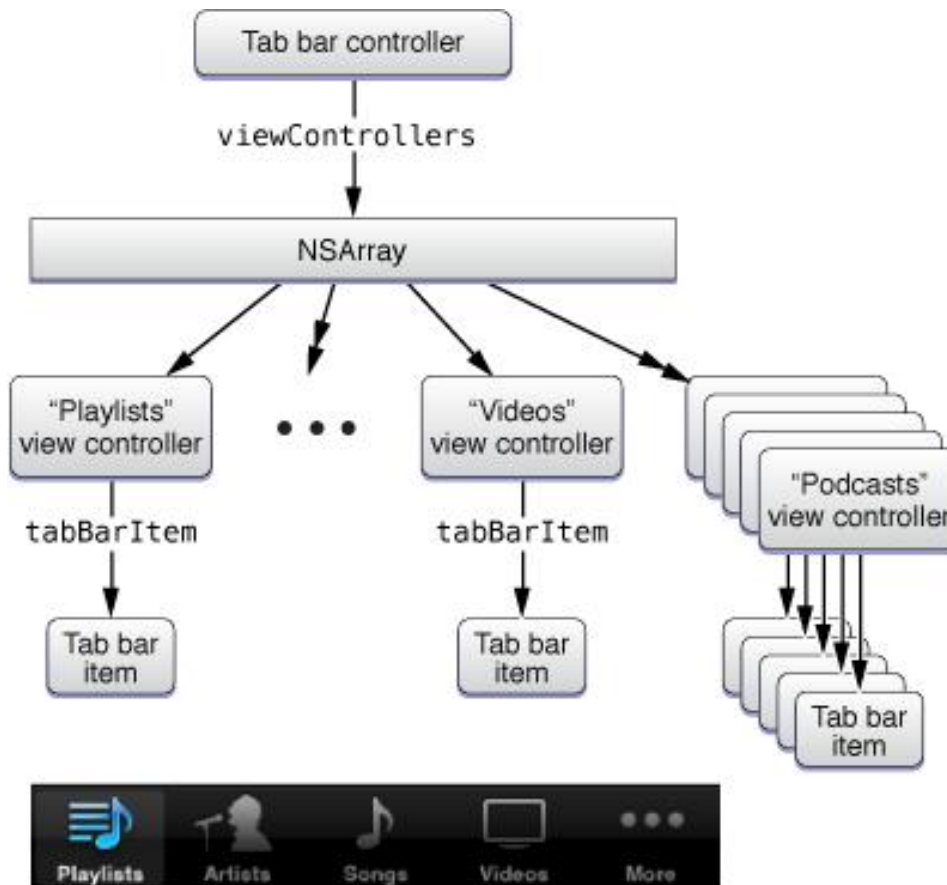 Tab bar controller
viewControllers
NSArray
“Playlists”
view controller
“Videos”
view controller
“Podcasts”
view controller
tabBarItem
tabBarItem
Tab bar
item
Tab bar
item
Tab bar
item
Playlists
Artists
Songs
Videos
More